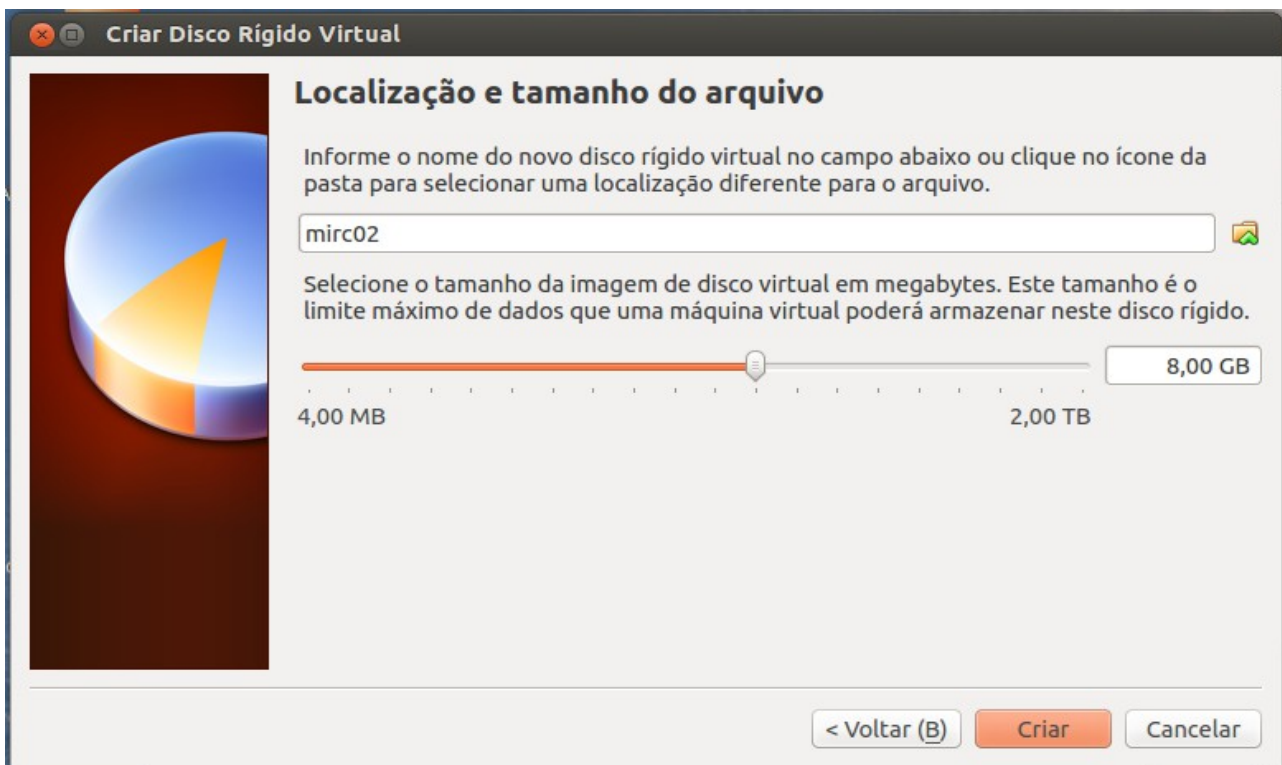 Criar Disco Rígido Virtual
Localização e tamanho do arquivo
Informe o nome do novo disco rígido virtual no campo abaixo ou clique no ícone da
pasta para selecionar uma localização diferente para o arquivo.
mirc02
Selecione o tamanho da imagem de disco virtual em megabytes. Este tamanho é o
limite máximo de dados que uma máquina virtual poderá armazenar neste disco rígido.
8,00 GB
4,00 MB
2,00 TB
< Voltar (B)
Criar
Cancelar